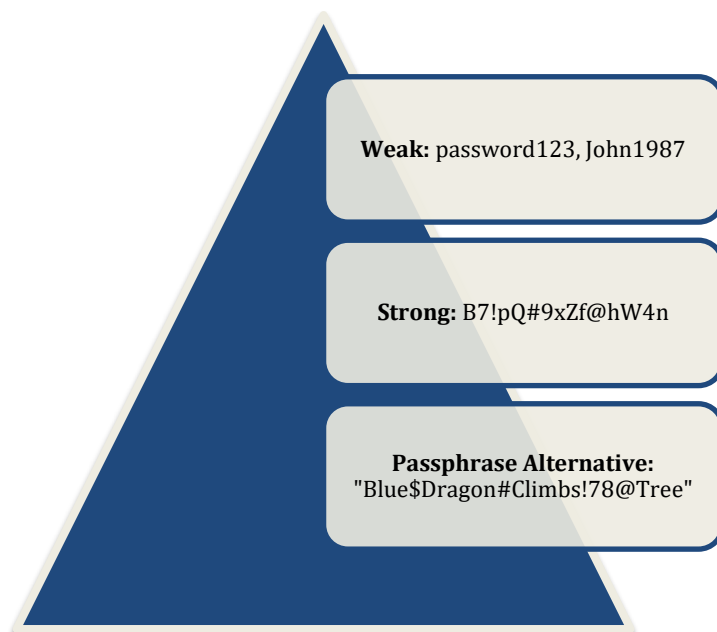 Weak: password123, John1987
Strong: B7!pQ#9xZf@hW4n
Passphrase Alternative:
"Blue$Dragon#Climbs!78@Tree"